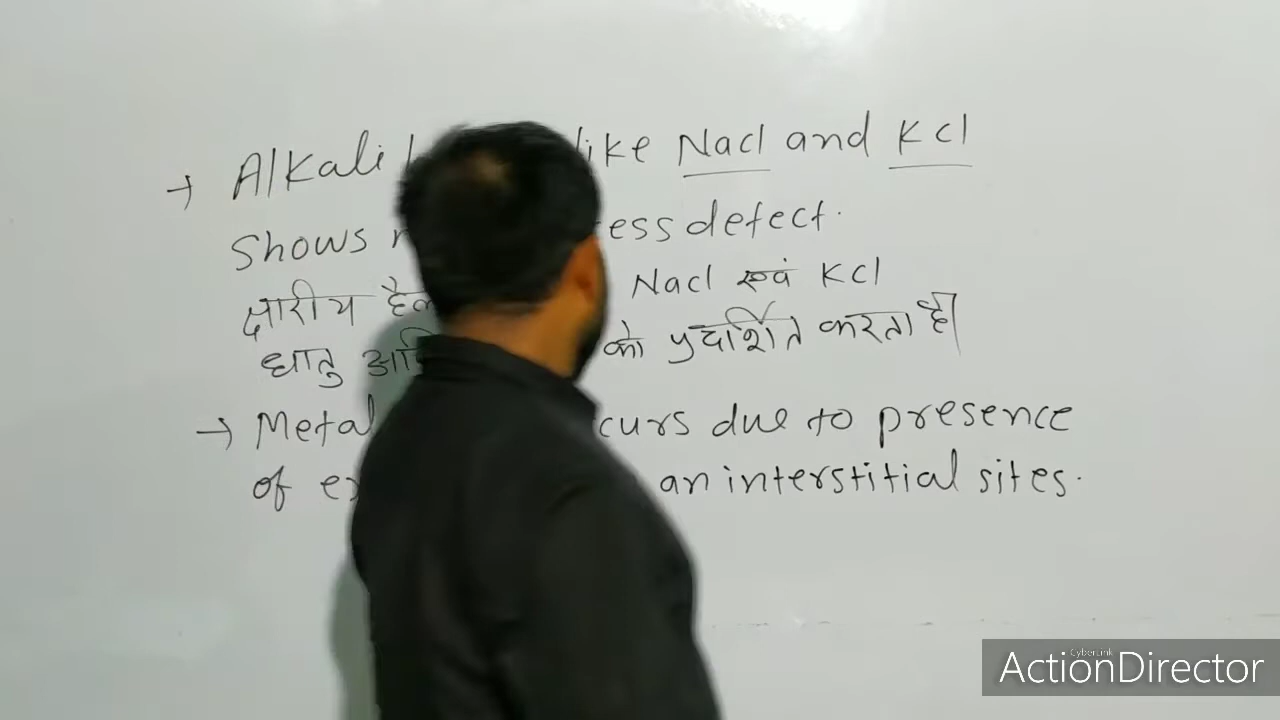 → Alkali like NaCl and KCl
Shows ess defect.
क्षारीय NaCl एवं KCl
धातु को प्रदर्शित करता है।
→ Metal curs due to presence
of an interstitial sites.
CyberLink
ActionDirector